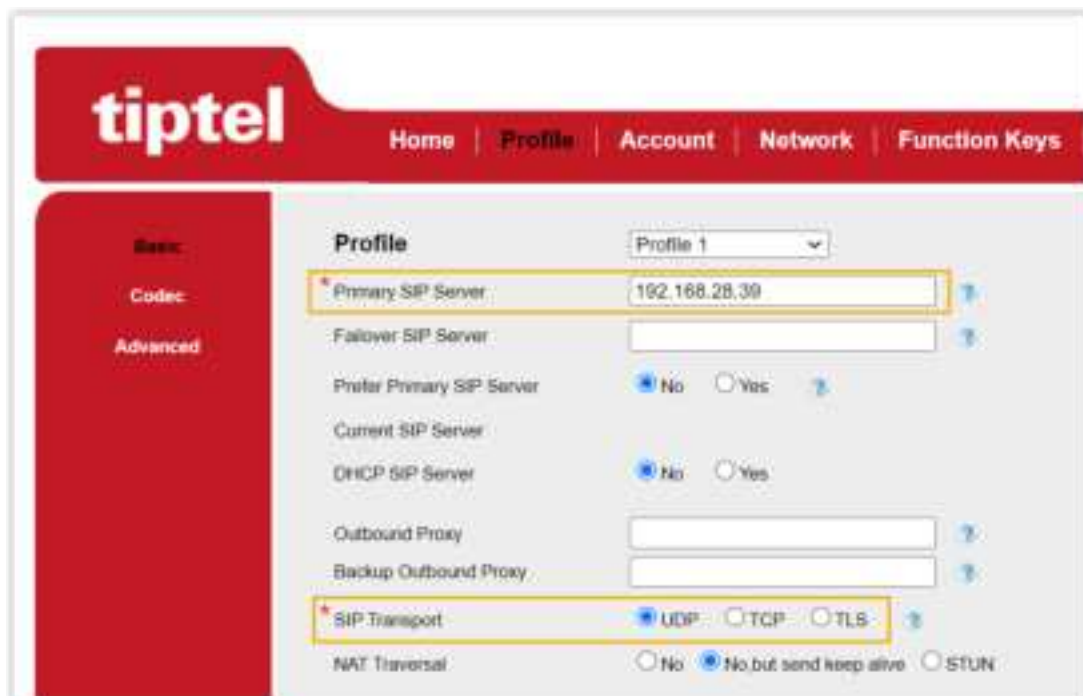 tiptel
Home Profile Account Network Function Keys
Basic
Codec
Advanced
Profile Profile 1
* Primary SIP Server 192.168.28.39 ?
Failover SIP Server ?
Prefer Primary SIP Server No Yes ?
Current SIP Server
DHCP SIP Server No Yes
Outbound Proxy ?
Backup Outbound Proxy ?
* SIP Transport UDP TCP TLS ?
NAT Traversal No No,but send keep alive STUN